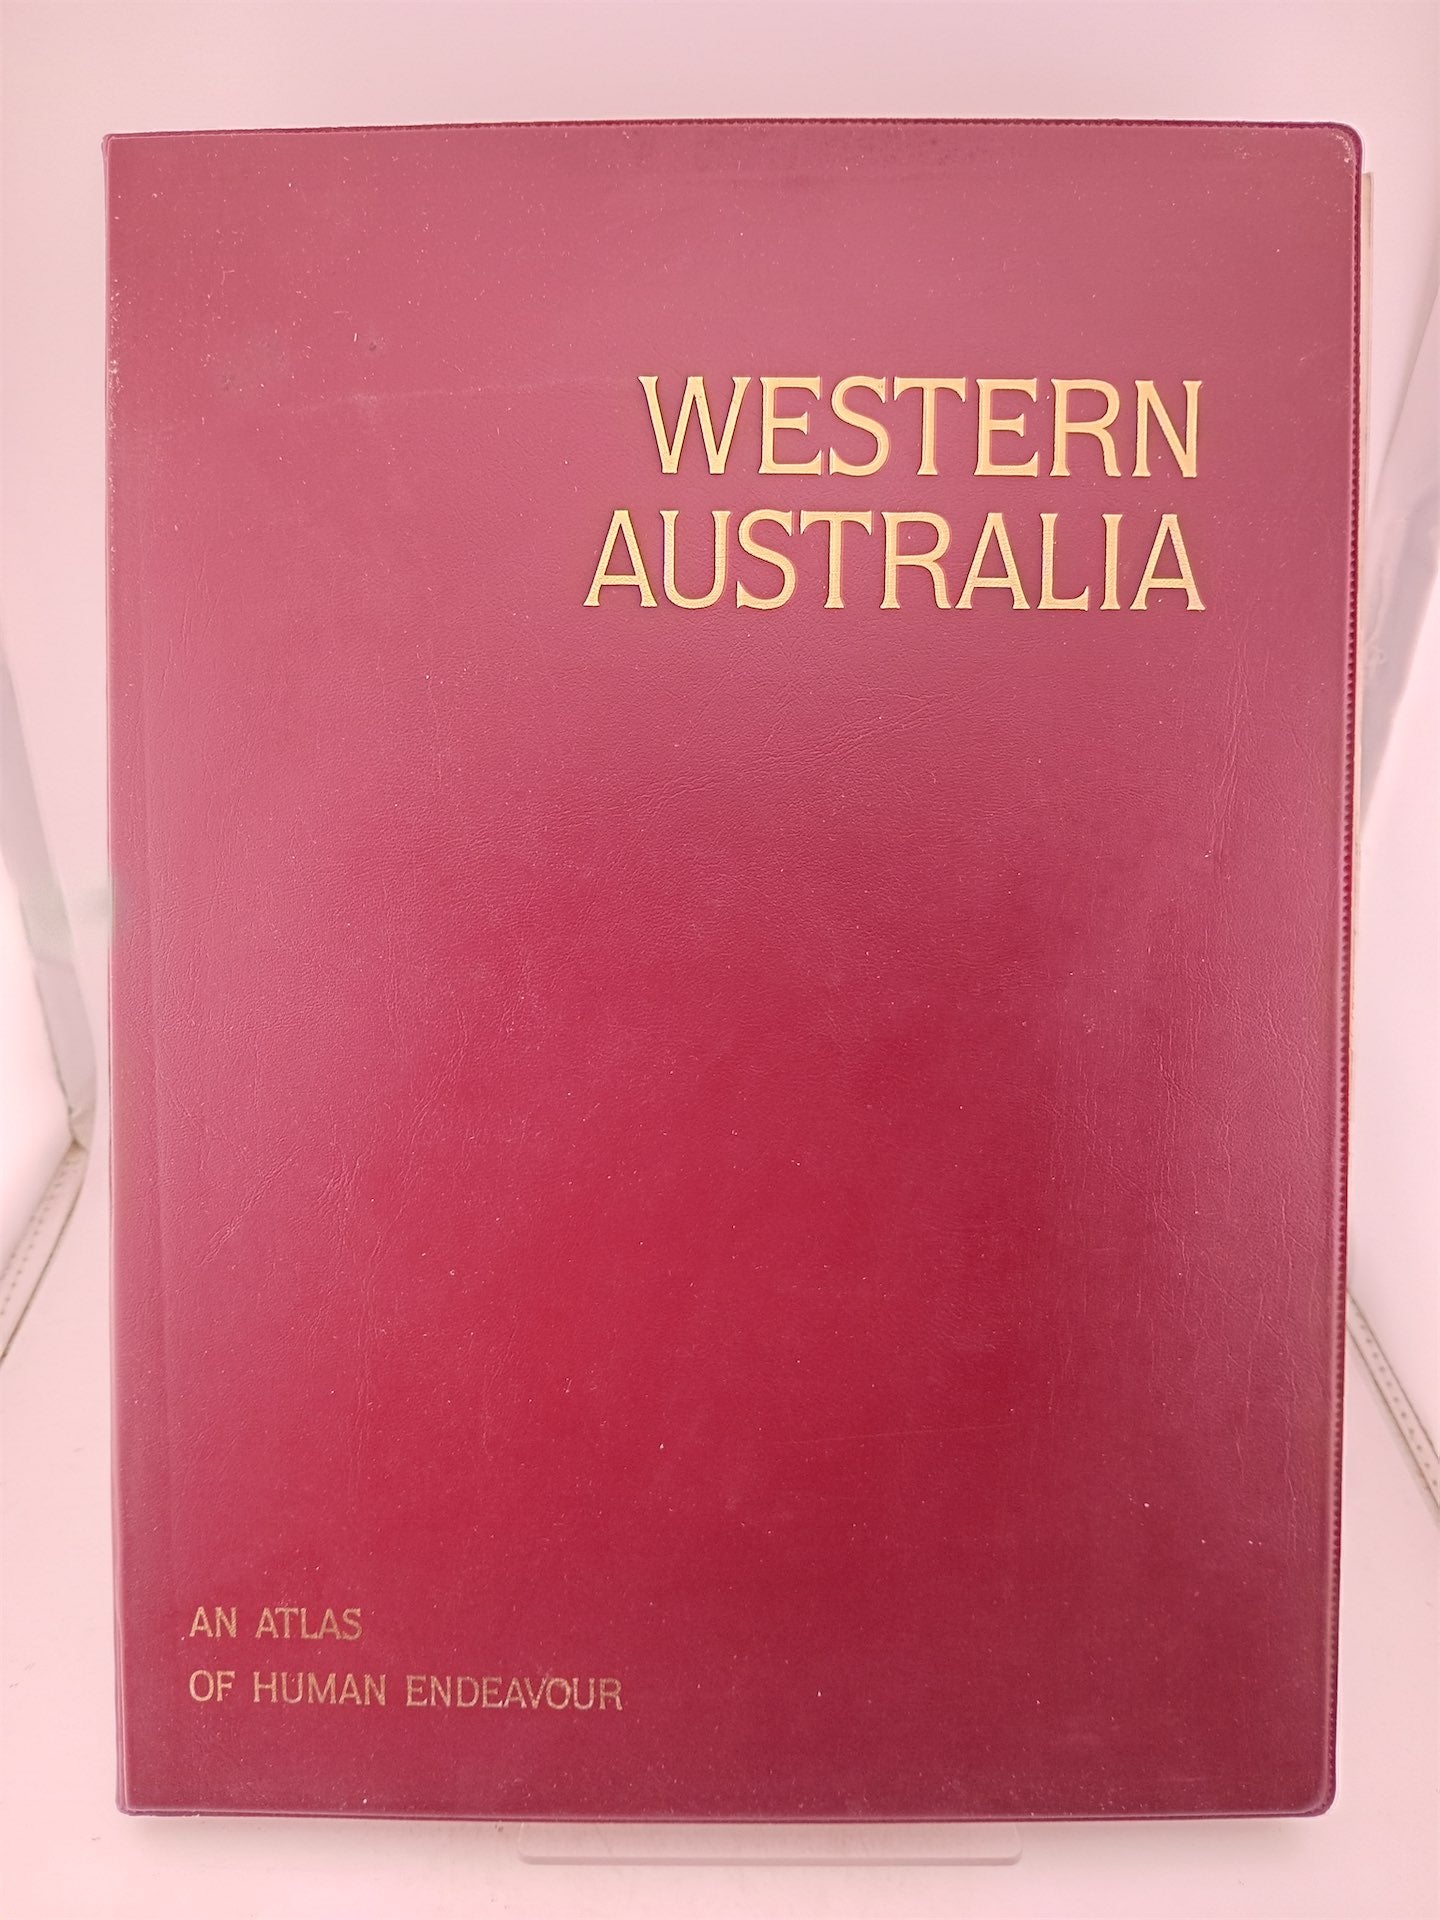 WESTERN
AUSTRALIA
AN ATLAS
OF HUMAN ENDEAVOUR